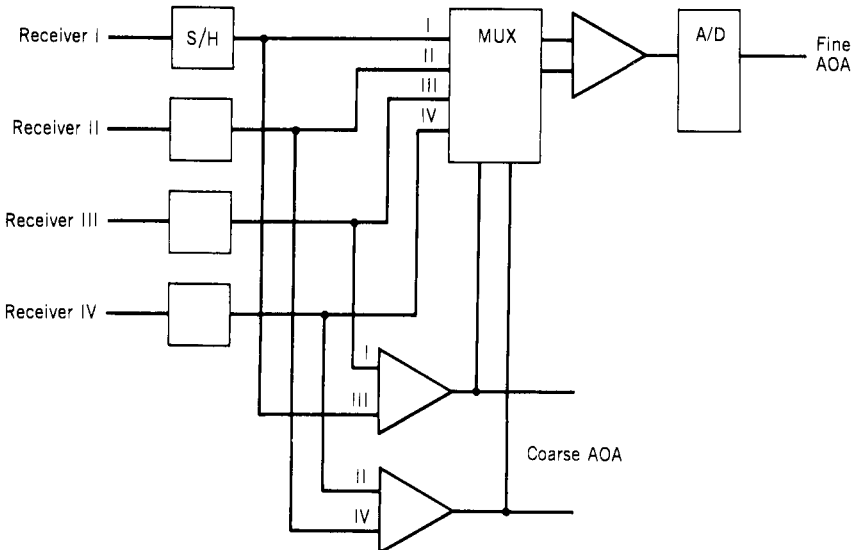 Receiver I
S/H
I
MUX
A/D
Fine
AOA
II
III
IV
Receiver II
Receiver III
Receiver IV
I
III
Coarse AOA
II
IV